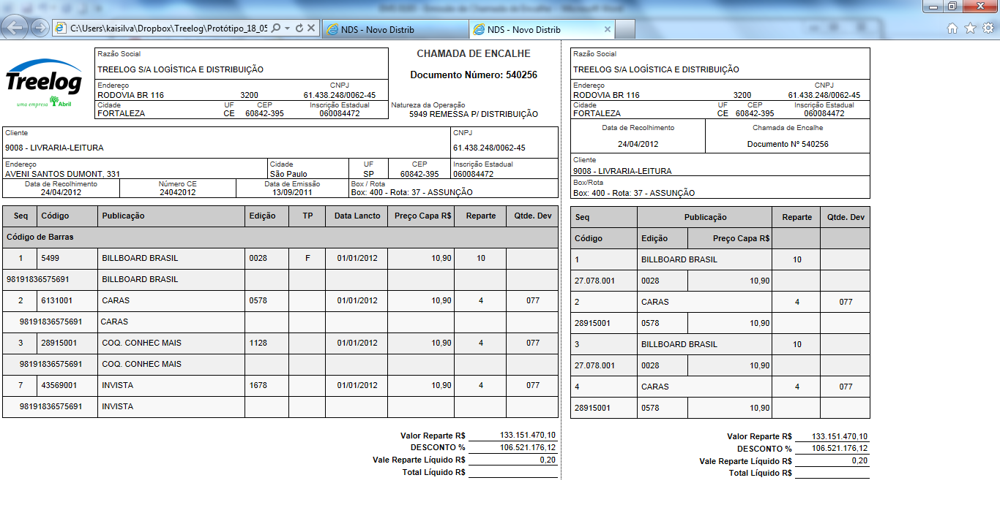 C:\Users\kaisilva\Dropbox\Treelog\Protótipo_18_05
NDS - Novo Distrib
NDS - Novo Distrib
Treelog
uma empresa Abril
Razão Social
TREELOG S/A LOGÍSTICA E DISTRIBUIÇÃO
Endereço CNPJ
RODOVIA BR 116 3200 61.438.248/0062-45
Cidade UF CEP Inscrição Estadual
FORTALEZA CE 60842-395 060084472
CHAMADA DE ENCALHE
Documento Número: 540256
Natureza da Operação
5949 REMESSA P/ DISTRIBUIÇÃO
Cliente CNPJ
9008 - LIVRARIA-LEITURA 61.438.248/0062-45
Endereço Cidade UF CEP Inscrição Estadual
AVENI SANTOS DUMONT, 331 São Paulo SP 60842-395 060084472
Data de Recolhimento Número CE Data de Emissão Box / Rota
24/04/2012 24042012 13/09/2011 Box: 400 - Rota: 37 - ASSUNÇÃO
Seq Código Publicação Edição TP Data Lancto Preço Capa R$ Reparte Qtde. Dev
Código de Barras
1 5499 BILLBOARD BRASIL 0028 F 01/01/2012 10,90 10
98191836575691 BILLBOARD BRASIL
2 6131001 CARAS 0578 01/01/2012 10,90 4 077
98191836575691 CARAS
3 28915001 COQ. CONHEC MAIS 1128 01/01/2012 10,90 4 077
98191836575691 COQ. CONHEC MAIS
7 43569001 INVISTA 1678 01/01/2012 10,90 4 077
98191836575691 INVISTA
Valor Reparte R$ 133.151.470,10
DESCONTO % 106.521.176,12
Vale Reparte Líquido R$ 0,20
Total Líquido R$
Razão Social
TREELOG S/A LOGÍSTICA E DISTRIBUIÇÃO
Endereço CNPJ
RODOVIA BR 116 3200 61.438.248/0062-45
Cidade UF CEP Inscrição Estadual
FORTALEZA CE 60842-395 060084472
Data de Recolhimento Chamada de Encalhe
24/04/2012 Documento Nº 540256
Cliente
9008 - LIVRARIA-LEITURA
Box/Rota
Box: 400 - Rota: 37 - ASSUNÇÃO
Seq Publicação Reparte Qtde. Dev
Código Edição Preço Capa R$
1 BILLBOARD BRASIL 10
27.078.001 0028 10,90
2 CARAS 4 077
28915001 0578 10,90
3 BILLBOARD BRASIL 10
27.078.001 0028 10,90
4 CARAS 4 077
28915001 0578 10,90
Valor Reparte R$ 133.151.470,10
DESCONTO % 106.521.176,12
Vale Reparte Líquido R$ 0,20
Total Líquido R$